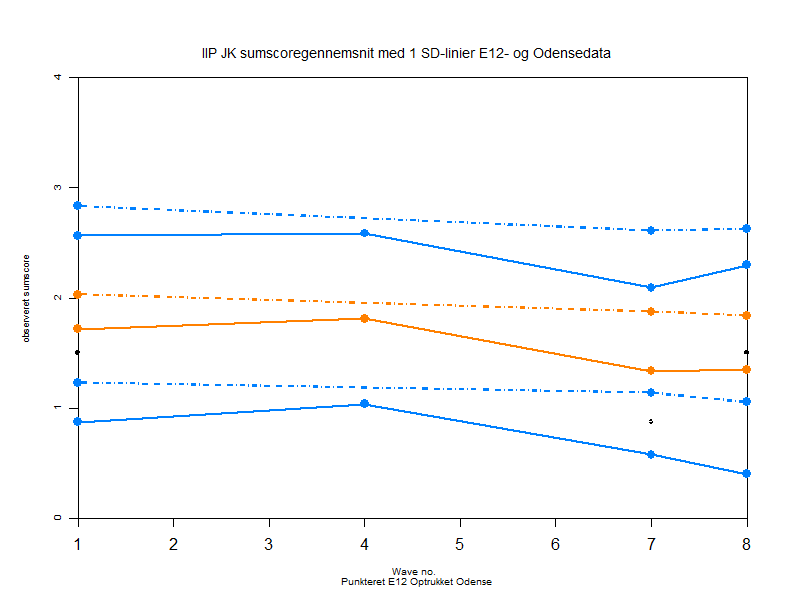 IIP JK sumscoregennemsnit med 1 SD-linier E12- og Odensedata
4
3
2
1
0
observeret sumscore
1 2 3 4 5 6 7 8
Wave no.
Punkteret E12 Optrukket Odense